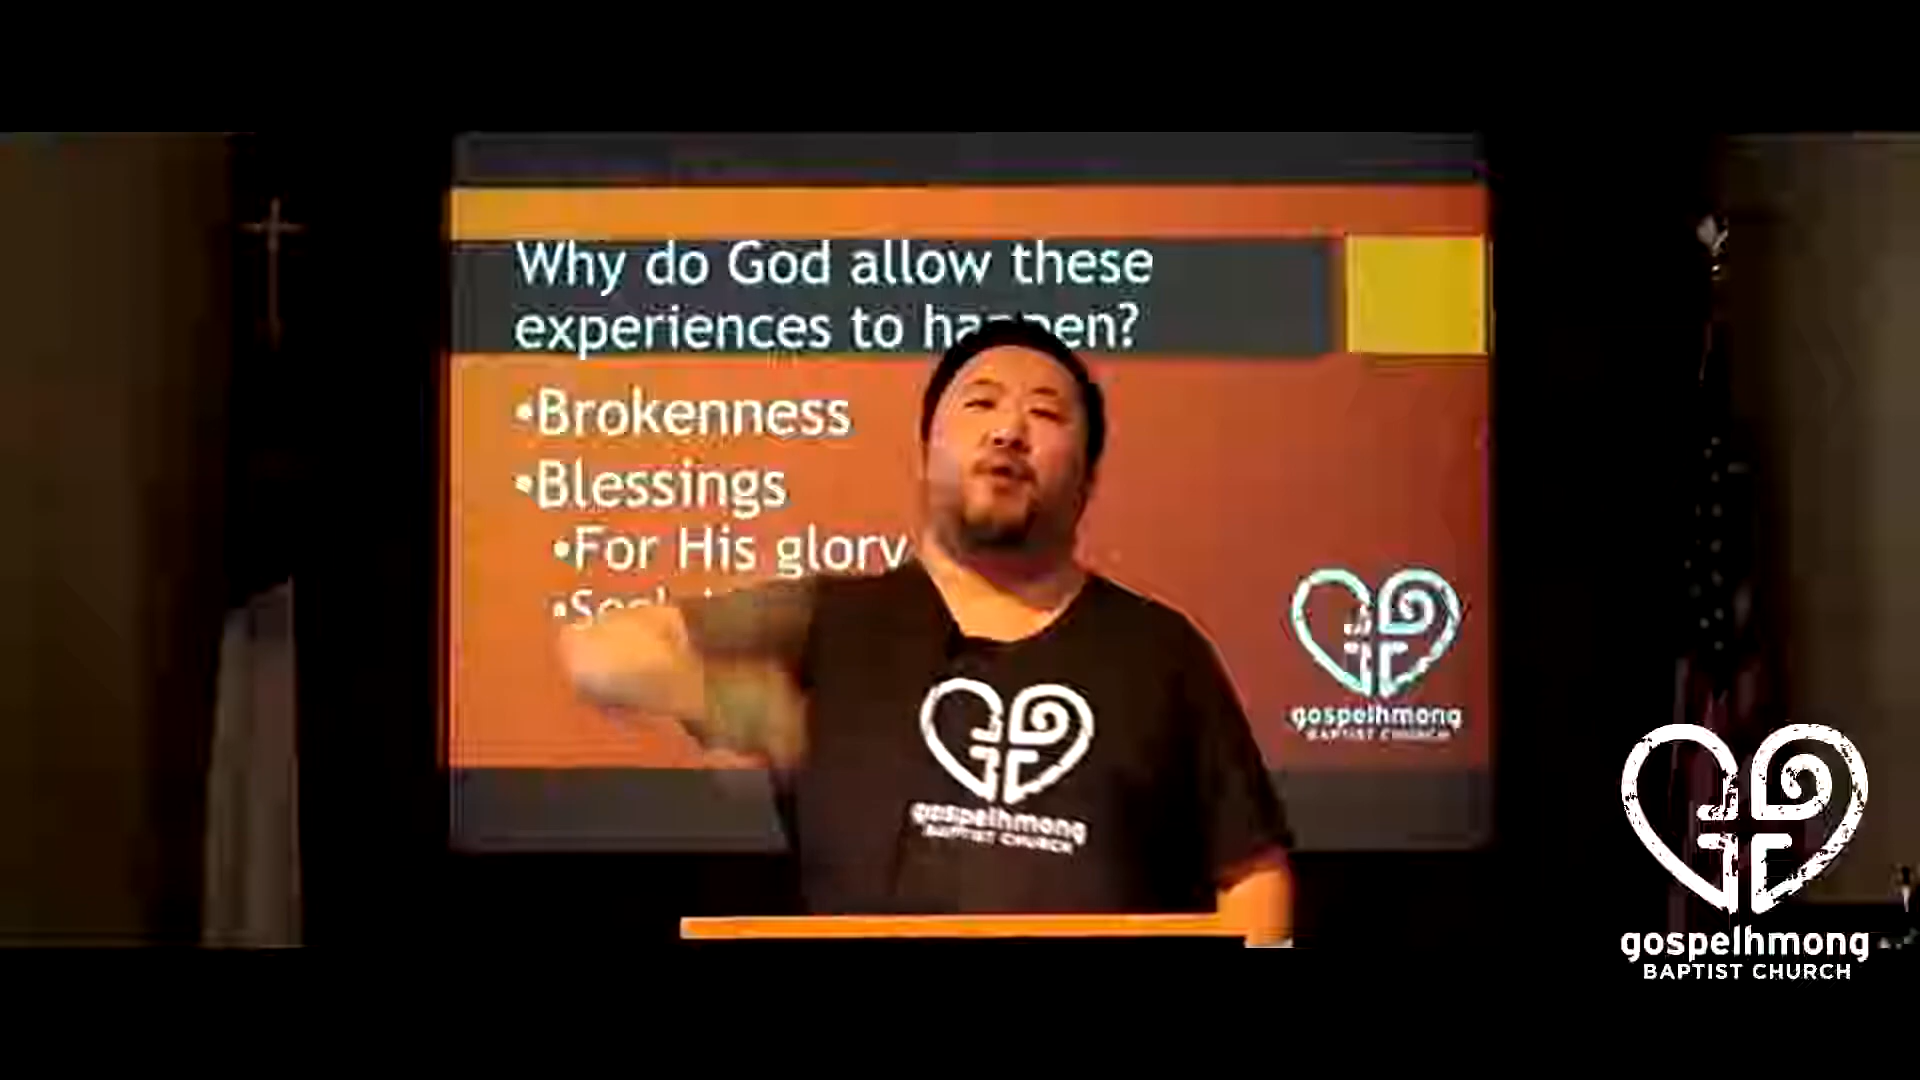 Why do God allow these
experiences to happen?
•Brokenness
•Blessings
•For His glory
gospelhmong
BAPTIST CHURCH
gospelhmong
BAPTIST CHURCH
gospelhmong
BAPTIST CHURCH